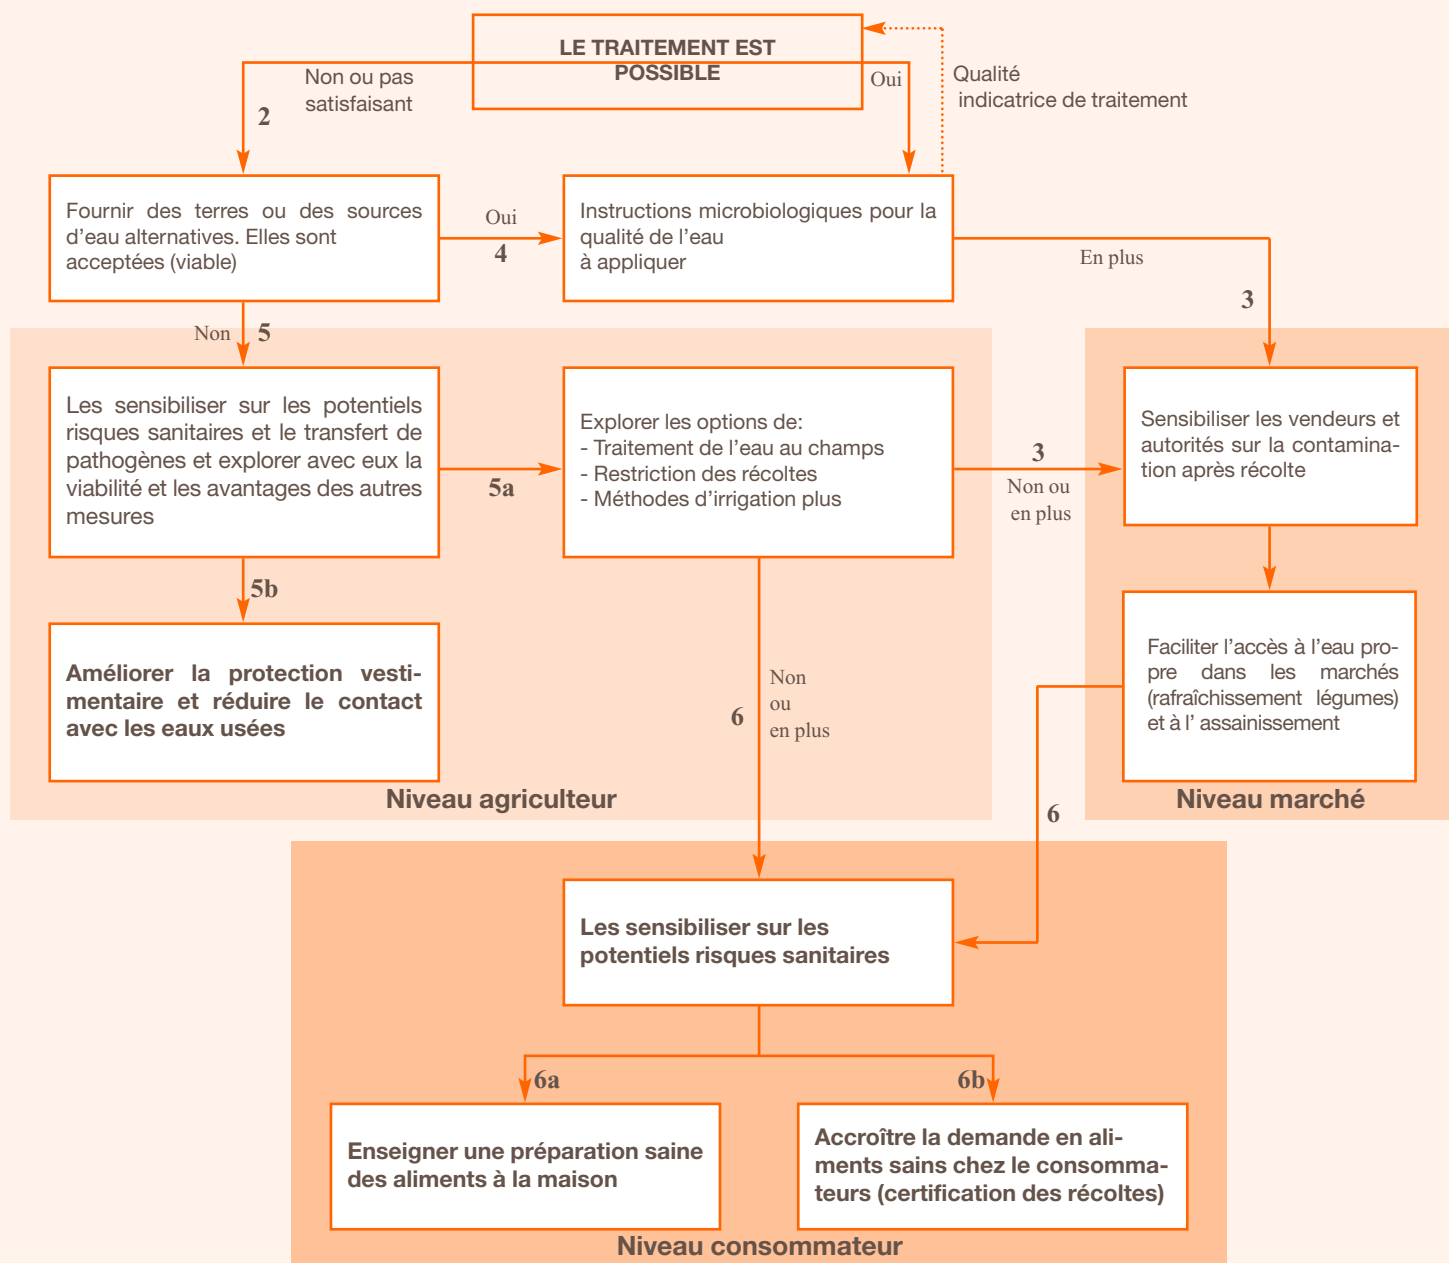 LE TRAITEMENT EST
POSSIBLE
Non ou pas
satisfaisant
Oui
Qualité
indicatrice de traitement
2
Fournir des terres ou des sources
d'eau alternatives. Elles sont
acceptées (viable)
Oui
4
Instructions microbiologiques pour la
qualité de l'eau
à appliquer
En plus
3
Non
5
Les sensibiliser sur les potentiels
risques sanitaires et le transfert de
pathogènes et explorer avec eux la
viabilité et les avantages des autres
mesures
5a
Explorer les options de:
- Traitement de l'eau au champs
- Restriction des récoltes
- Méthodes d'irrigation plus
3
Non ou
en plus
Sensibiliser les vendeurs et
autorités sur la contamina-
tion après récolte
5b
Améliorer la protection vesti-
mentaire et réduire le contact
avec les eaux usées
6
Non
ou
en plus
Faciliter l'accès à l'eau pro-
pre dans les marchés
(rafraîchissement légumes)
et à l' assainissement
Niveau agriculteur
Niveau marché
6
Les sensibiliser sur les
potentiels risques sanitaires
6a
6b
Enseigner une préparation saine
des aliments à la maison
Accroître la demande en ali-
ments sains chez le consomma-
teurs (certification des récoltes)
Niveau consommateur